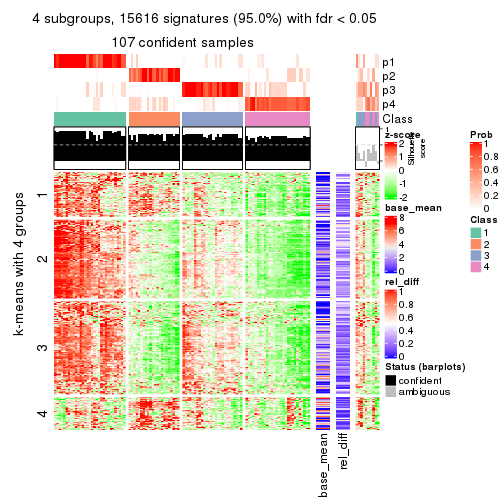 4 subgroups, 15616 signatures (95.0%) with fdr < 0.05
107 confident samples
p1
p2
p3
p4
Class
1
Silhouette
score
k-means with 4 groups
1
2
3
4
base_mean
rel_diff
z-score
2
1
0
-1
-2
base_mean
8
6
4
2
0
rel_diff
1
0.8
0.6
0.4
0.2
0
Status (barplots)
confident
ambiguous
Prob
1
0.8
0.6
0.4
0.2
0
Class
1
2
3
4